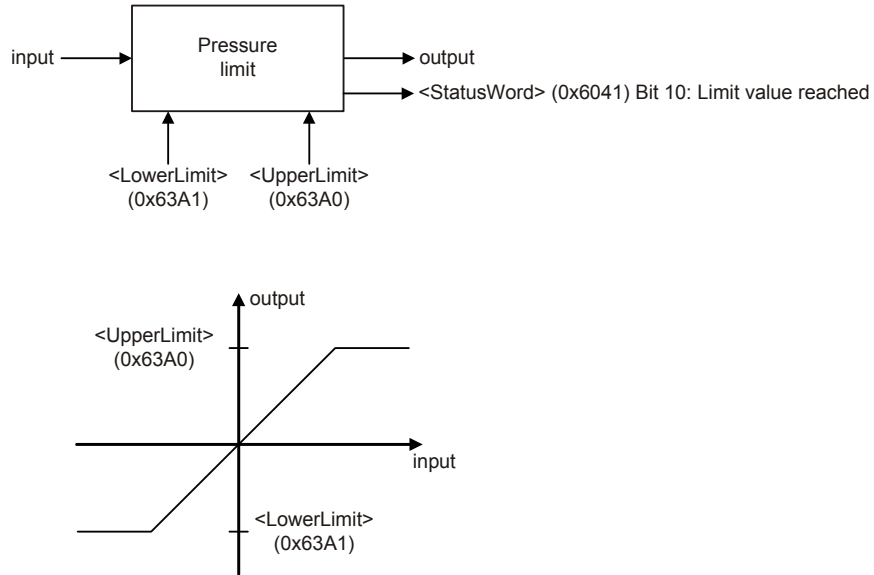 Pressure
limit
input
output
<StatusWord> (0x6041) Bit 10: Limit value reached
<LowerLimit>
(0x63A1)
<UpperLimit>
(0x63A0)
output
<UpperLimit>
(0x63A0)
input
<LowerLimit>
(0x63A1)